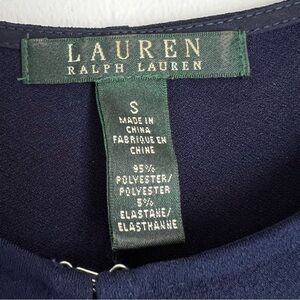 LAUREN
RALPH LAUREN
S
MADE IN
CHINA
FABRIQUE EN
CHINE
95%
POLYESTER/
POLYESTER
5%
ELASTANE/
ELASTHANNE